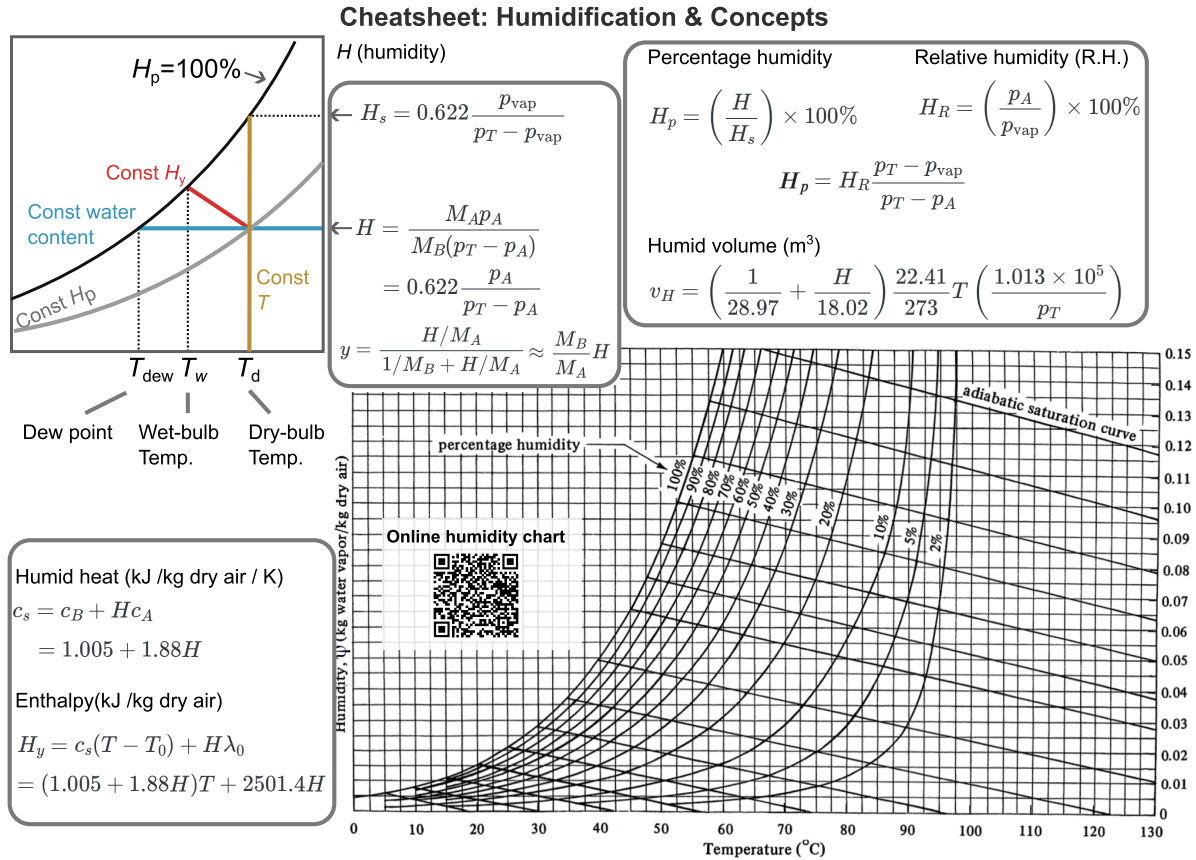 Cheatsheet: Humidification & Concepts
H_p=100%
Const H_y
Const water
content
Const H_p
Const
T
T_dew T_w T_d
Dew point
Wet-bulb
Temp.
Dry-bulb
Temp.
H (humidity)
H_s = 0.622 p_vap / (p_T − p_vap)
H = M_A p_A / (M_B(p_T − p_A))
= 0.622 p_A / (p_T − p_A)
y = (H/M_A) / (1/M_B + H/M_A) ≈ (M_B / M_A) H
Percentage humidity
H_p = (H / H_s) × 100%
Relative humidity (R.H.)
H_R = (p_A / p_vap) × 100%
H_p = H_R (p_T − p_vap) / (p_T − p_A)
Humid volume (m³)
v_H = (1 / 28.97 + H / 18.02) 22.41 / 273 T (1.013 × 10⁵ / p_T)
Humid heat (kJ /kg dry air / K)
c_s = c_B + Hc_A
= 1.005 + 1.88H
Enthalpy(kJ /kg dry air)
H_y = c_s(T − T_0) + Hλ_0
= (1.005 + 1.88H)T + 2501.4H
adiabatic saturation curve
percentage humidity
100% 90% 80% 70% 60% 50% 40% 30% 20% 10% 5% 2%
Online humidity chart
(kg water vapor/kg dry air)
Humidity,
0.15
0.14
0.13
0.12
0.11
0.10
0.09
0.08
0.07
0.06
0.05
0.04
0.03
0.02
0.01
0 10 20 30 40 50 60 70 80 90 100 110 120 130
Temperature (°C)